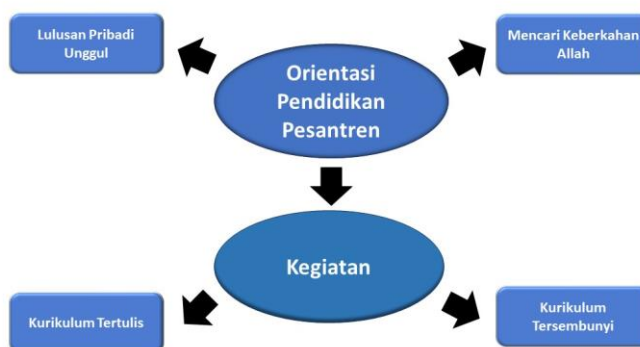 Lulusan Pribadi
Unggul
Mencari Keberkahan
Allah
Orientasi
Pendidikan
Pesantren
Kegiatan
Kurikulum Tertulis
Kurikulum
Tersembunyi